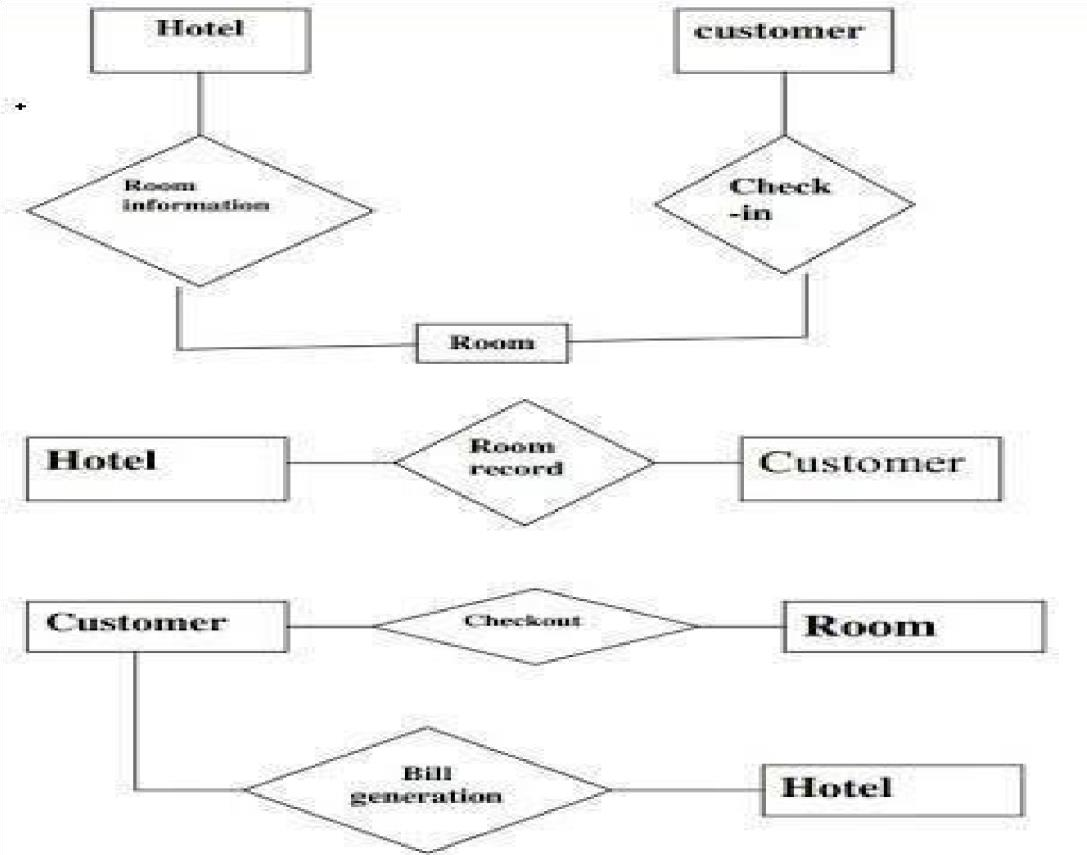 Hotel
customer
Room
information
Check
-in
Room
Hotel
Room
record
Customer
Customer
Checkout
Room
Bill
generation
Hotel